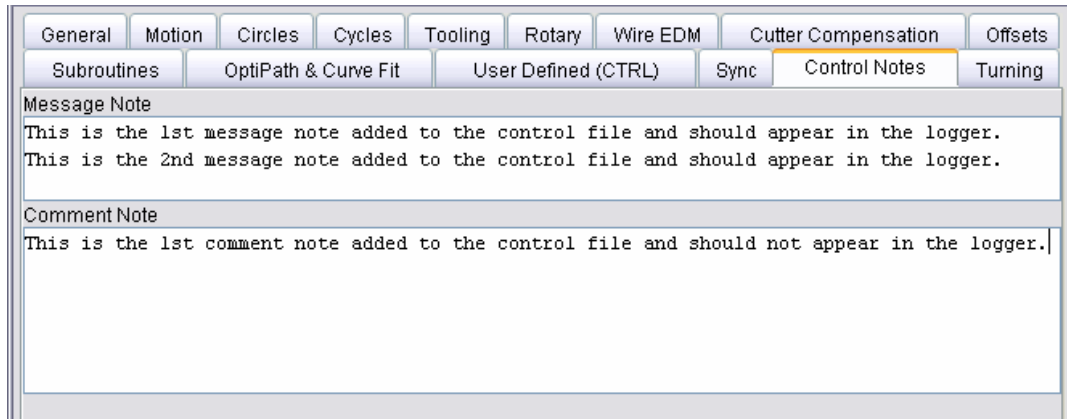 General Motion Circles Cycles Tooling Rotary Wire EDM Cutter Compensation Offsets
Subroutines OptiPath & Curve Fit User Defined (CTRL) Sync Control Notes Turning
Message Note
This is the 1st message note added to the control file and should appear in the logger.
This is the 2nd message note added to the control file and should appear in the logger.
Comment Note
This is the 1st comment note added to the control file and should not appear in the logger.